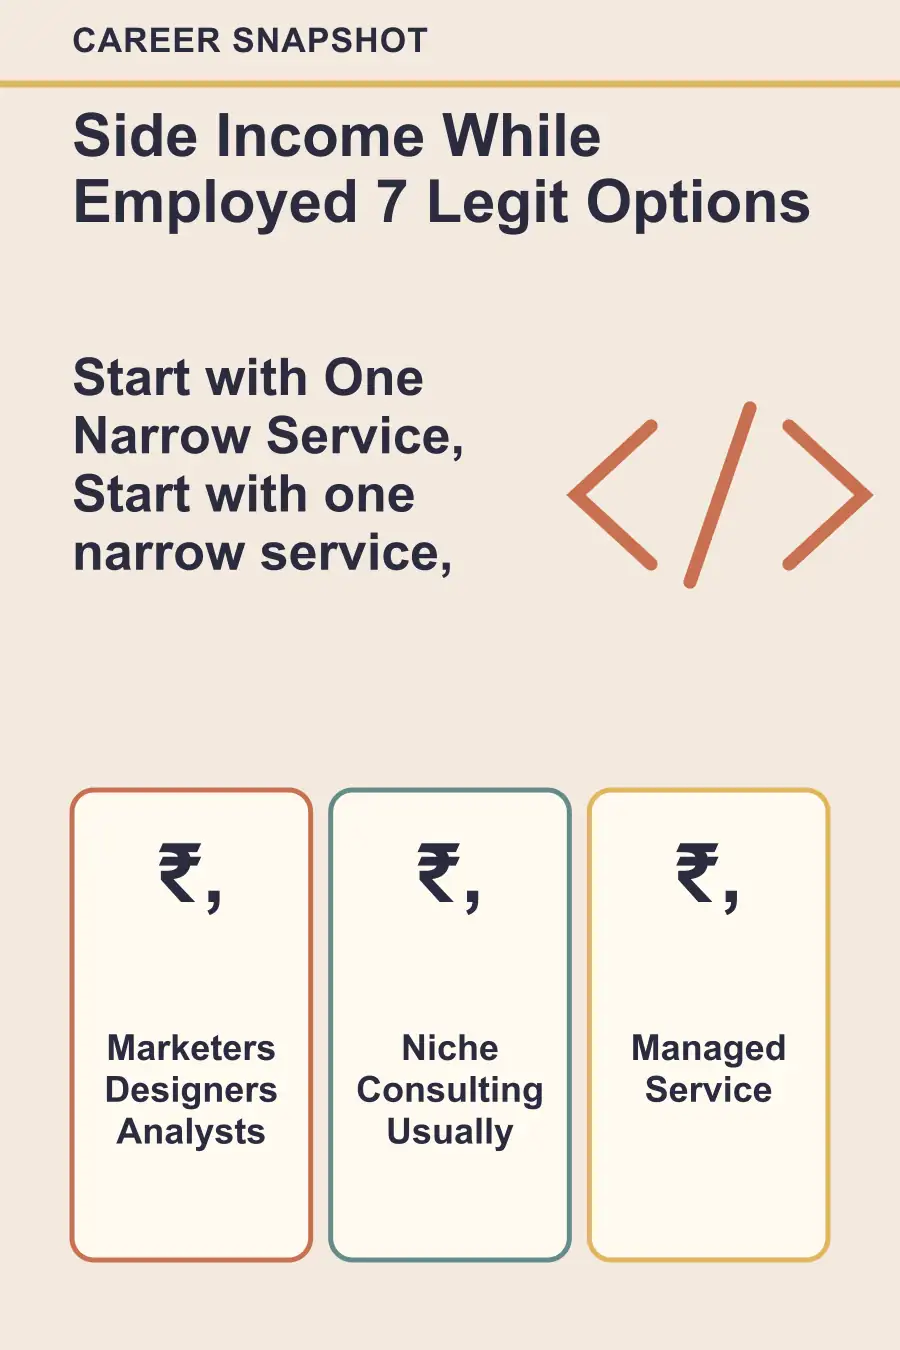 CAREER SNAPSHOT
Side Income While
Employed 7 Legit Options
Start with One
Narrow Service,
Start with one
narrow service,
₹,
Marketers
Designers
Analysts
₹,
Niche
Consulting
Usually
₹,
Managed
Service